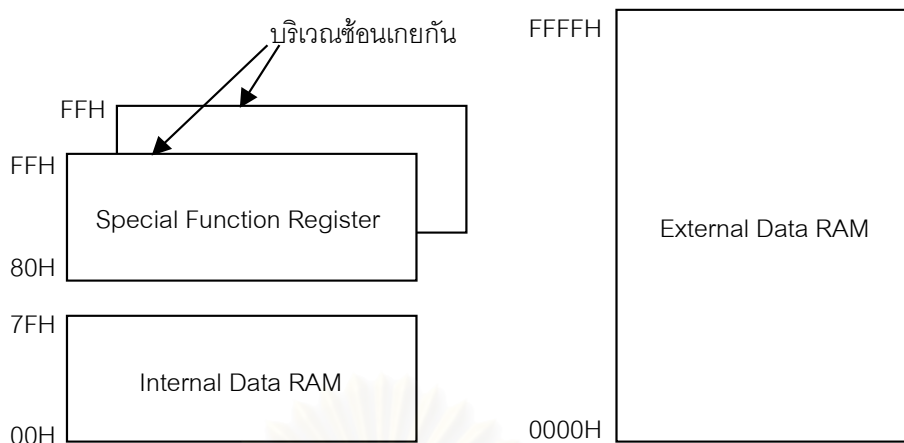 บริเวณซ้อนเกยกัน
FFH
FFH
Special Function Register
80H
7FH
Internal Data RAM
00H
FFFFH
External Data RAM
0000H